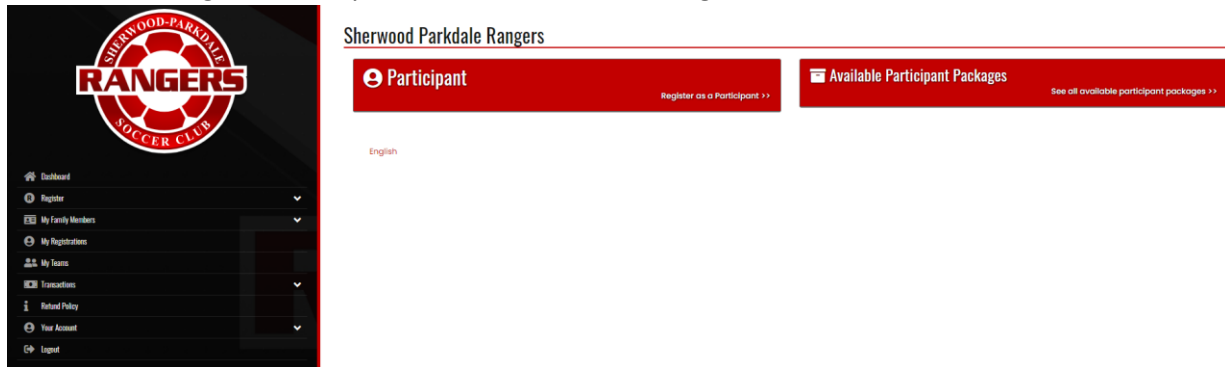 SHERWOOD-PARKDALE
RANGERS
SOCCER CLUB
Dashboard
Register
My Family Members
My Registrations
My Teams
Transactions
Refund Policy
Your Account
Logout
Sherwood Parkdale Rangers
Participant
Register as a Participant >>
Available Participant Packages
See all available participant packages >>
English